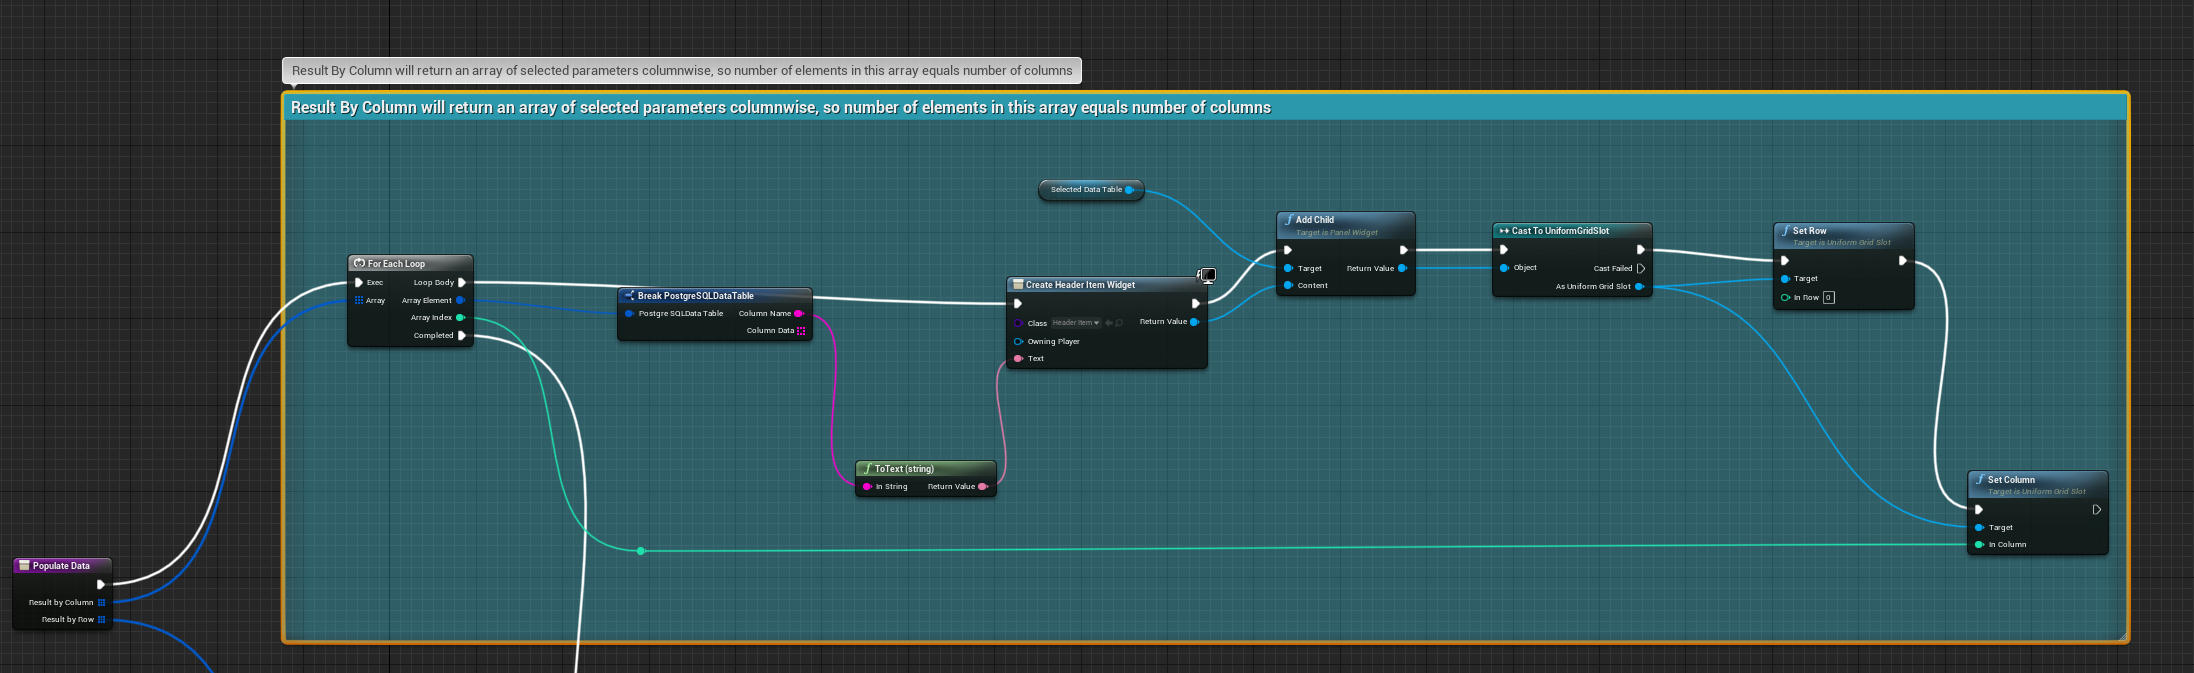 Result By Column will return an array of selected parameters columnwise, so number of elements in this array equals number of columns
Result By Column will return an array of selected parameters columnwise, so number of elements in this array equals number of columns
Selected Data Table
Add Child
Target is Panel Widget
Target
Return Value
Content
Cast To UniformGridSlot
Object
Cast Failed
As Uniform Grid Slot
Set Row
Target is Uniform Grid Slot
Target
In Row 0
For Each Loop
Exec
Loop Body
Array
Array Element
Array Index
Completed
Break PostgreSQLDataTable
Postgre SQLData Table
Column Name
Column Data
Create Header Item Widget
Class Header Item
Return Value
Owning Player
Text
ToText (string)
In String
Return Value
Set Column
Target is Uniform Grid Slot
Target
In Column
Populate Data
Result by Column
Result by Row